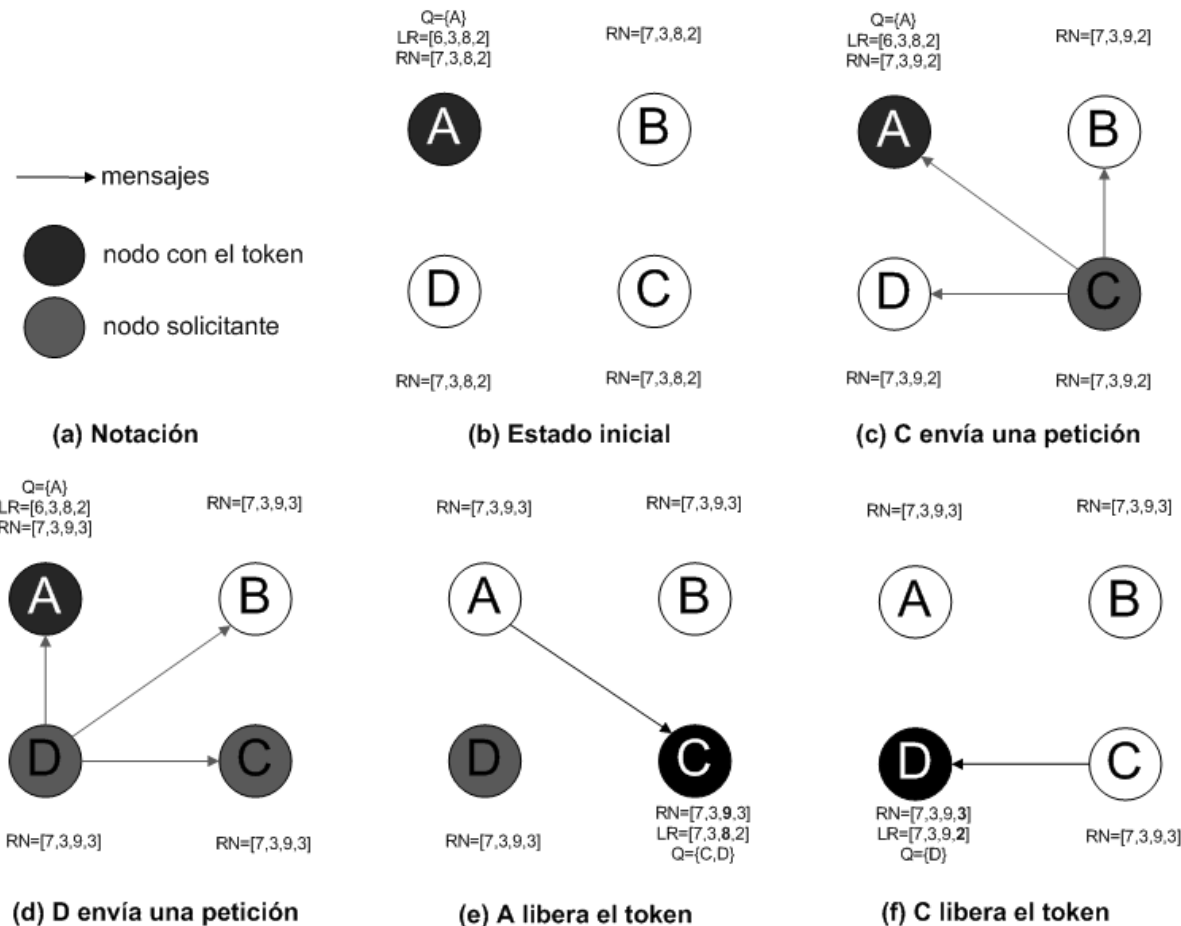 Q={A}
LR=[6,3,8,2]
RN=[7,3,8,2]
RN=[7,3,8,2]
A
B
D
C
RN=[7,3,8,2]
RN=[7,3,8,2]
mensajes
nodo con el token
nodo solicitante
Q={A}
LR=[6,3,8,2]
RN=[7,3,9,2]
RN=[7,3,9,2]
A
B
D
C
RN=[7,3,9,2]
RN=[7,3,9,2]
(a) Notación
(b) Estado inicial
(c) C envía una petición
Q={A}
LR=[6,3,8,2]
RN=[7,3,9,3]
RN=[7,3,9,3]
A
B
D
C
RN=[7,3,9,3]
RN=[7,3,9,3]
RN=[7,3,9,3]
RN=[7,3,9,3]
A
B
D
C
RN=[7,3,9,3]
RN=[7,3,9,3]
LR=[7,3,8,2]
Q={C,D}
RN=[7,3,9,3]
RN=[7,3,9,3]
A
B
D
C
RN=[7,3,9,3]
LR=[7,3,9,2]
Q={D}
RN=[7,3,9,3]
(d) D envía una petición
(e) A libera el token
(f) C libera el token